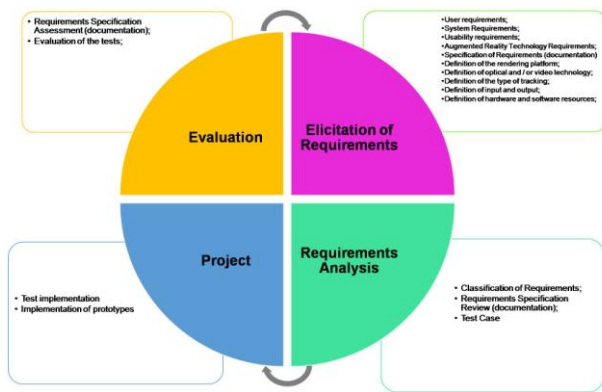 • Requirements Specification
Assessment (documentation);
• Evaluation of the tests;
•User requirements;
•System Requirements;
•Usability requirements;
•Augmented Reality Technology Requirements;
•Specification of Requirements (documentation)
•Definition of the rendering platform;
•Definition of optical and / or video technology;
•Definition of the type of tracking;
•Definition of input and output;
•Definition of hardware and software resources;
Evaluation
Elicitation of
Requirements
Project
Requirements
Analysis
• Test implementation
• Implementation of prototypes
• Classification of Requirements;
• Requirements Specification
Review (documentation);
• Test Case